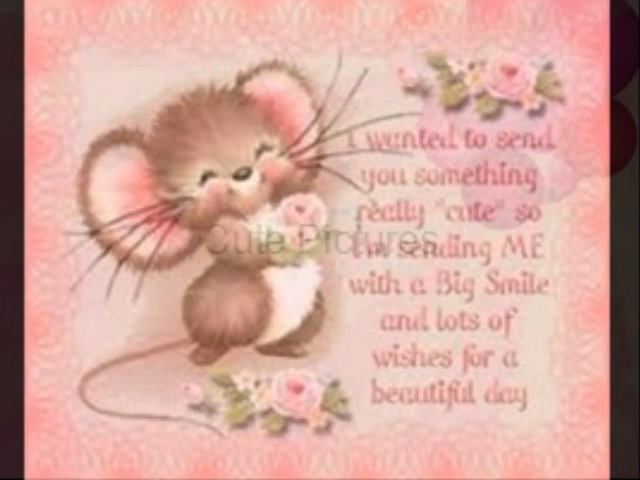 I wanted to send
you something
really "cute" so
I'm sending ME
with a Big Smile
and lots of
wishes for a
beautiful day
Cute Pictures